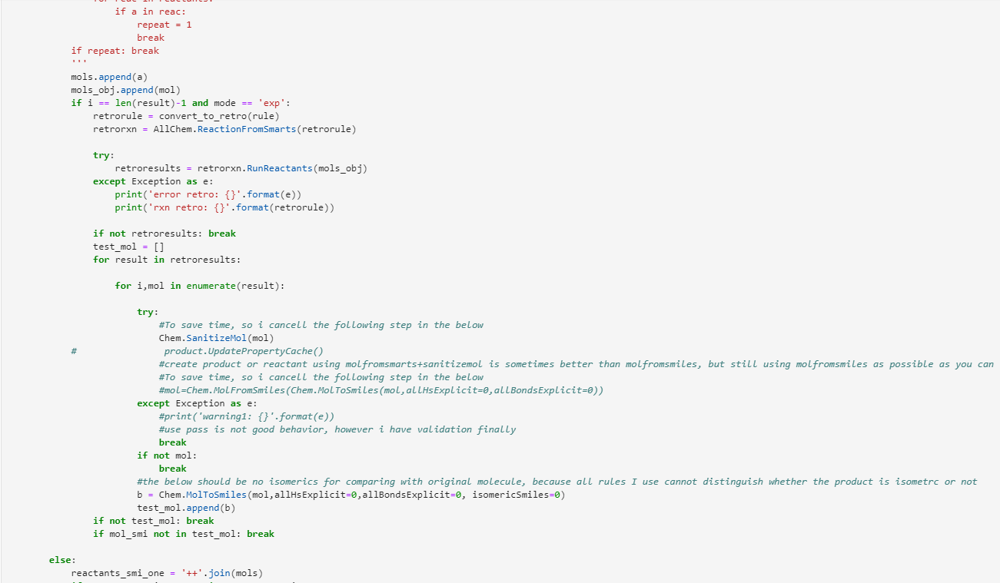 for reac in reactants:
if a in reac:
repeat = 1
break
if repeat: break
'''
mols.append(a)
mols_obj.append(mol)
if i == len(result)-1 and mode == 'exp':
retrorule = convert_to_retro(rule)
retrorxn = AllChem.ReactionFromSmarts(retrorule)
try:
retroresults = retrorxn.RunReactants(mols_obj)
except Exception as e:
print('error retro: {}'.format(e))
print('rxn retro: {}'.format(retrorule))
if not retroresults: break
test_mol = []
for result in retroresults:
for i,mol in enumerate(result):
try:
#To save time, so i cancell the following step in the below
Chem.SanitizeMol(mol)
# product.UpdatePropertyCache()
#create product or reactant using molfromsmarts+sanitizemol is sometimes better than molfromsmiles, but still using molfromsmiles as possible as you can
#To save time, so i cancell the following step in the below
#mol=Chem.MolFromSmiles(Chem.MolToSmiles(mol,allHsExplicit=0,allBondsExplicit=0))
except Exception as e:
#print('warning1: {}'.format(e))
#use pass is not good behavior, however i have validation finally
break
if not mol:
break
#the below should be no isomerics for comparing with original molecule, because all rules I use cannot distinguish whether the product is isometrc or not
b = Chem.MolToSmiles(mol,allHsExplicit=0,allBondsExplicit=0, isomericSmiles=0)
test_mol.append(b)
if not test_mol: break
if mol_smi not in test_mol: break
else:
reactants_smi_one = '++'.join(mols)